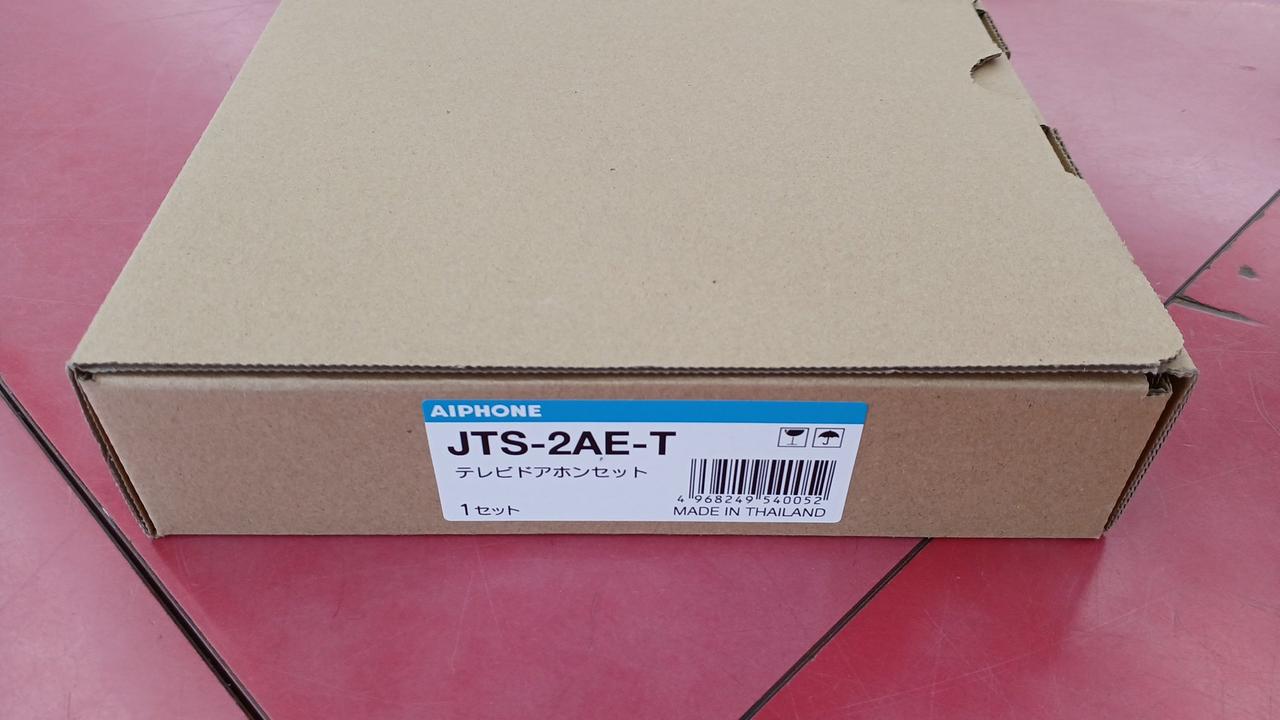 AIPHONE
JTS-2AE-T
テレビドアホンセット
1セット
4 968249 540052
MADE IN THAILAND